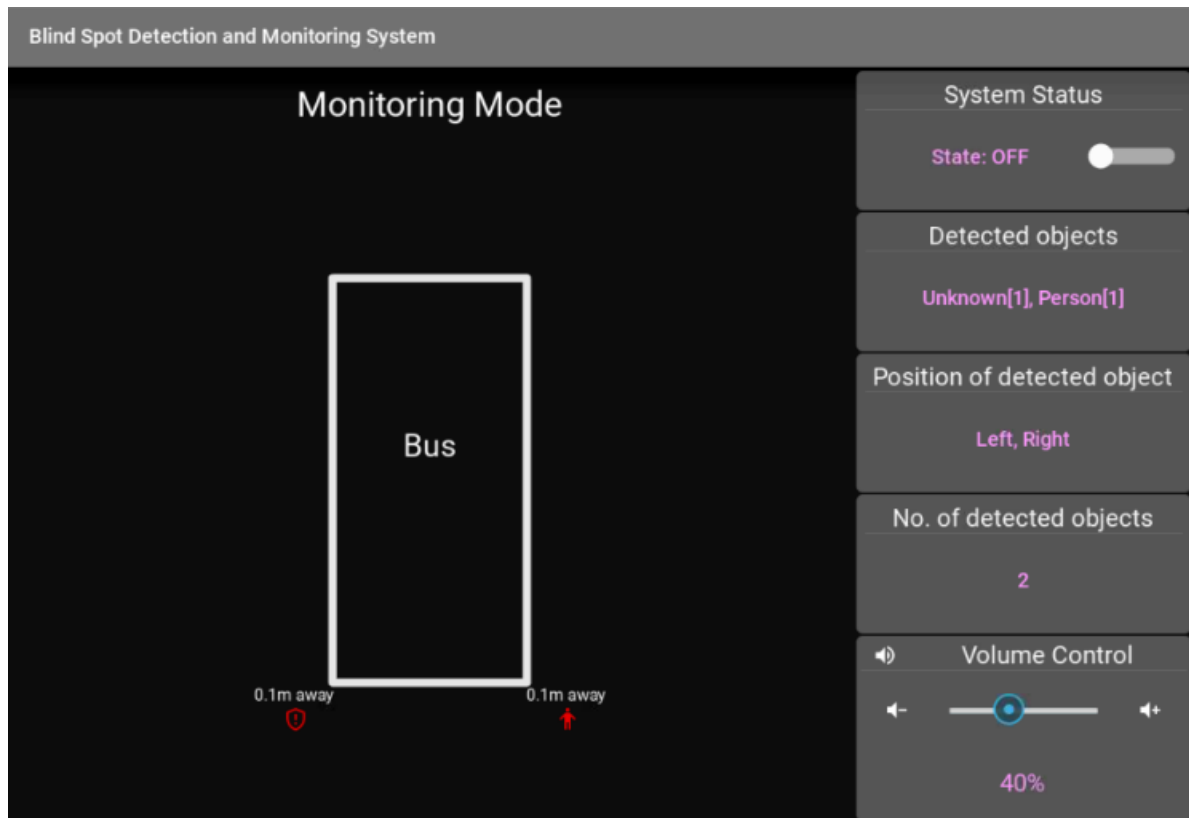 Blind Spot Detection and Monitoring System
Monitoring Mode
Bus
0.1m away
0.1m away
System Status
State: OFF
Detected objects
Unknown[1], Person[1]
Position of detected object
Left, Right
No. of detected objects
2
Volume Control
40%